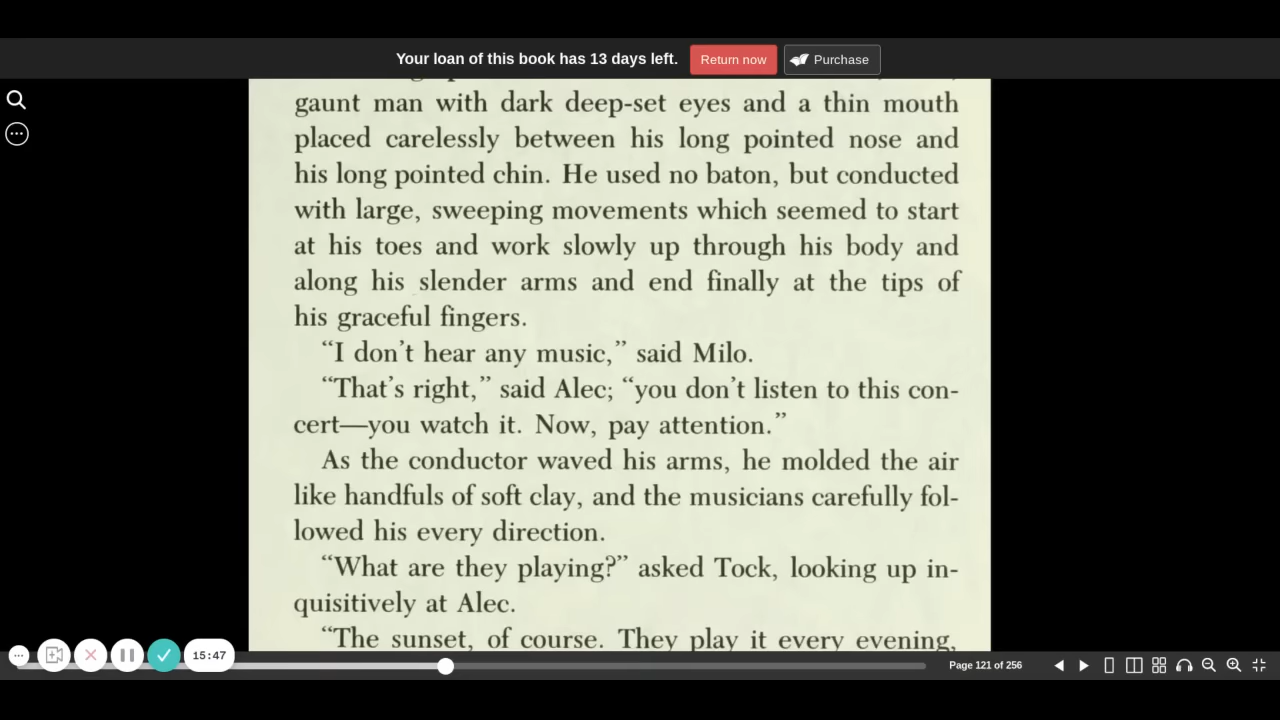 Your loan of this book has 13 days left. Return now Purchase
gaunt man with dark deep-set eyes and a thin mouth
placed carelessly between his long pointed nose and
his long pointed chin. He used no baton, but conducted
with large, sweeping movements which seemed to start
at his toes and work slowly up through his body and
along his slender arms and end finally at the tips of
his graceful fingers.
“I don’t hear any music,” said Milo.
“That’s right,” said Alec; “you don’t listen to this con-
cert—you watch it. Now, pay attention.”
As the conductor waved his arms, he molded the air
like handfuls of soft clay, and the musicians carefully fol-
lowed his every direction.
“What are they playing?” asked Tock, looking up in-
quisitively at Alec.
“The sunset, of course. They play it every evening,
15:47
Page 121 of 256